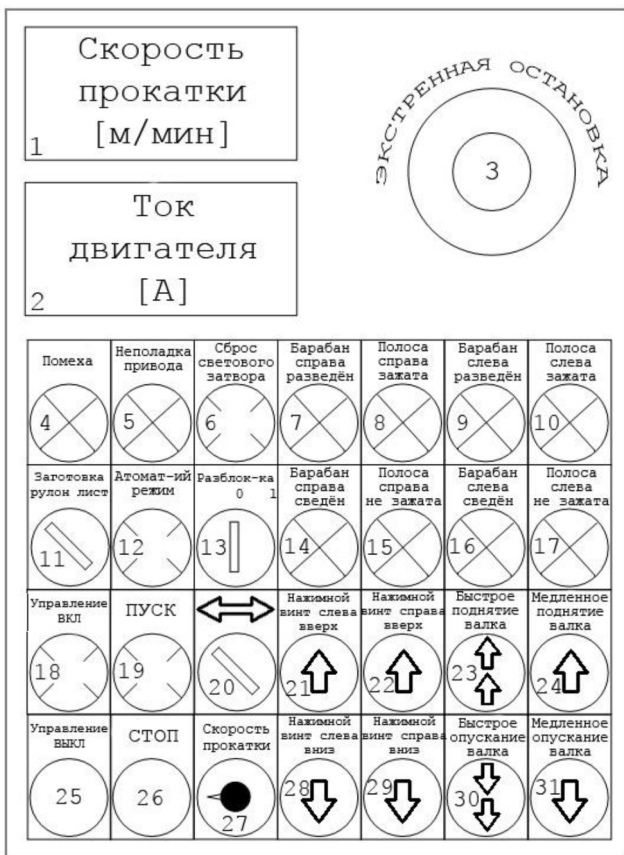 Скорость
прокатки
[м/мин]
1
ЭКСТРЕННАЯ ОСТАНОВКА
3
Ток
двигателя
[А]
2
Помеха
4
Неполадка
привода
5
Сброс
светового
затвора
6
Барабан
справа
разведён
7
Полоса
справа
зажата
8
Барабан
слева
разведён
9
Полоса
слева
зажата
10
Заготовка
рулон лист
11
Атомат-ий
режим
12
Разблок-ка
0 1
13
Барабан
справа
сведён
14
Полоса
справа
не зажата
15
Барабан
слева
сведён
16
Полоса
слева
не зажата
17
Управление
ВКЛ
18
ПУСК
19
20
Нажимной
винт слева
вверх
21
Нажимной
винт справа
вверх
22
Быстрое
поднятие
валка
23
Медленное
поднятие
валка
24
Управление
ВЫКЛ
25
СТОП
26
Скорость
прокатки
27
Нажимной
винт слева
вниз
28
Нажимной
винт справа
вниз
29
Быстрое
опускание
валка
30
Медленное
опускание
валка
31